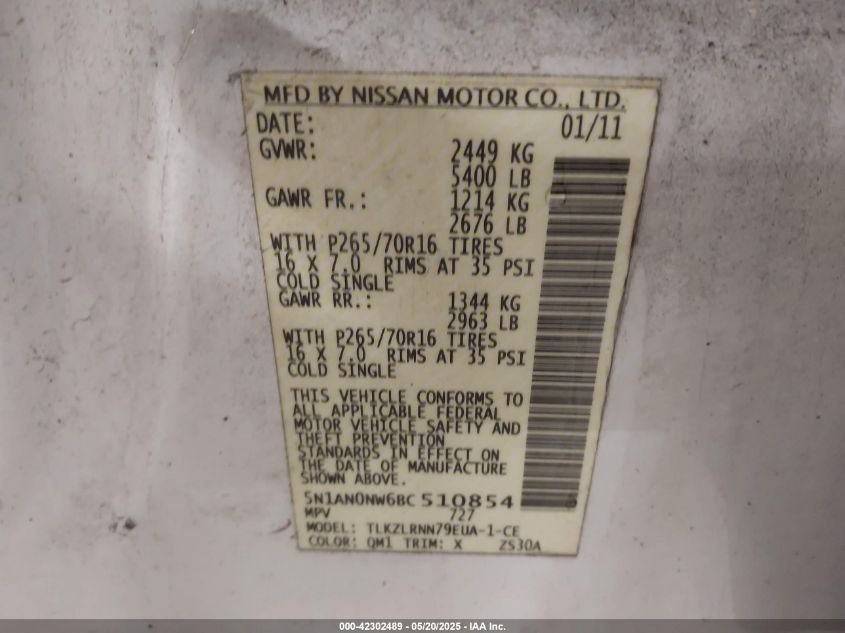 MFD BY NISSAN MOTOR CO., LTD.
DATE: 01/11
GVWR: 2449 KG
5400 LB
GAWR FR.: 1214 KG
2676 LB
WITH P265/70R16 TIRES
16 X 7.0 RIMS AT 35 PSI
COLD SINGLE
GAWR RR.: 1344 KG
2963 LB
WITH P265/70R16 TIRES
16 X 7.0 RIMS AT 35 PSI
COLD SINGLE
THIS VEHICLE CONFORMS TO
ALL APPLICABLE FEDERAL
MOTOR VEHICLE SAFETY AND
THEFT PREVENTION
STANDARDS IN EFFECT ON
THE DATE OF MANUFACTURE
SHOWN ABOVE.
5N1AN0NW6BC510854
MPV 727
MODEL: TLKZLRNN79EUA-1-CE
COLOR: QM1 TRIM: X ZS30A
000-42302489 - 05/20/2025 - IAA Inc.